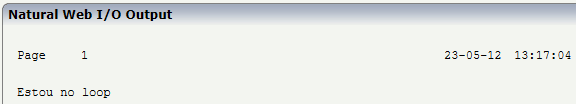 Natural Web I/O Output
Page 1 23-05-12 13:17:04
Estou no loop